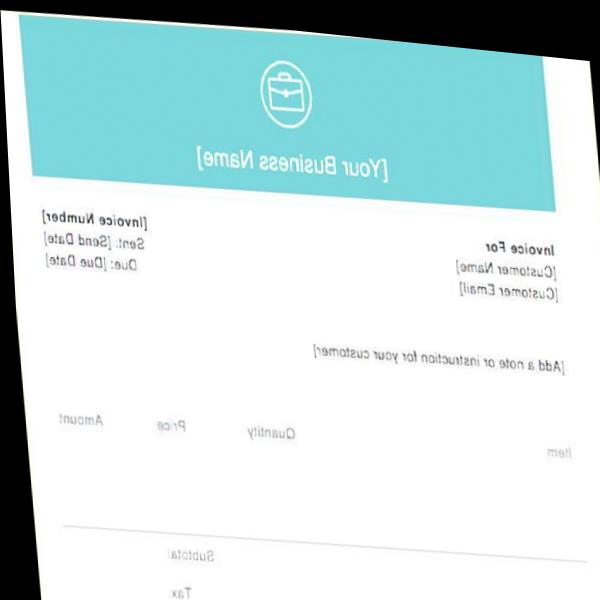 [Your Business Name]
Invoice For
[Customer Name]
[Customer Email]
[Invoice Number]
Sent: [Send Date]
Due: [Due Date]
[Add a note or instruction for your customer]
Item Quantity Price Amount
Subtotal
Tax